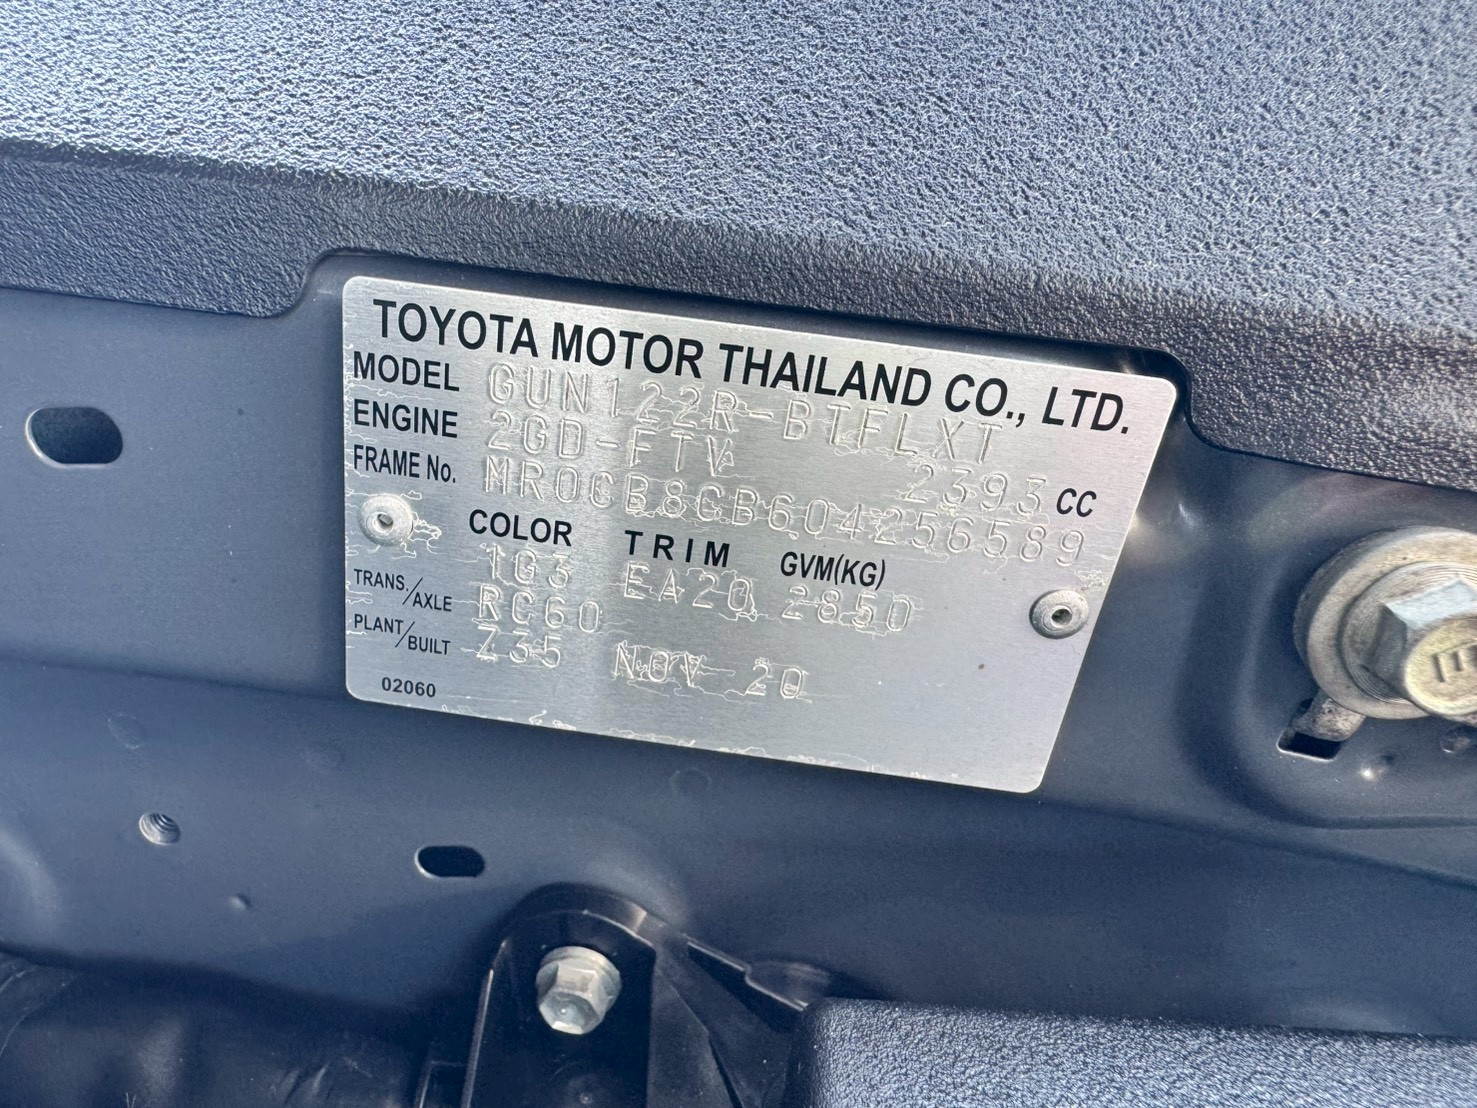 TOYOTA MOTOR THAILAND CO., LTD.
MODEL GUN122R-BTFLXT
ENGINE 2GD-FTV 2393 CC
FRAME No. MR0CB8CB604256589
COLOR TRIM GVM(KG)
1G3 EA20 2850
TRANS./AXLE RC60
PLANT/BUILT Z35 NOV 20
02060